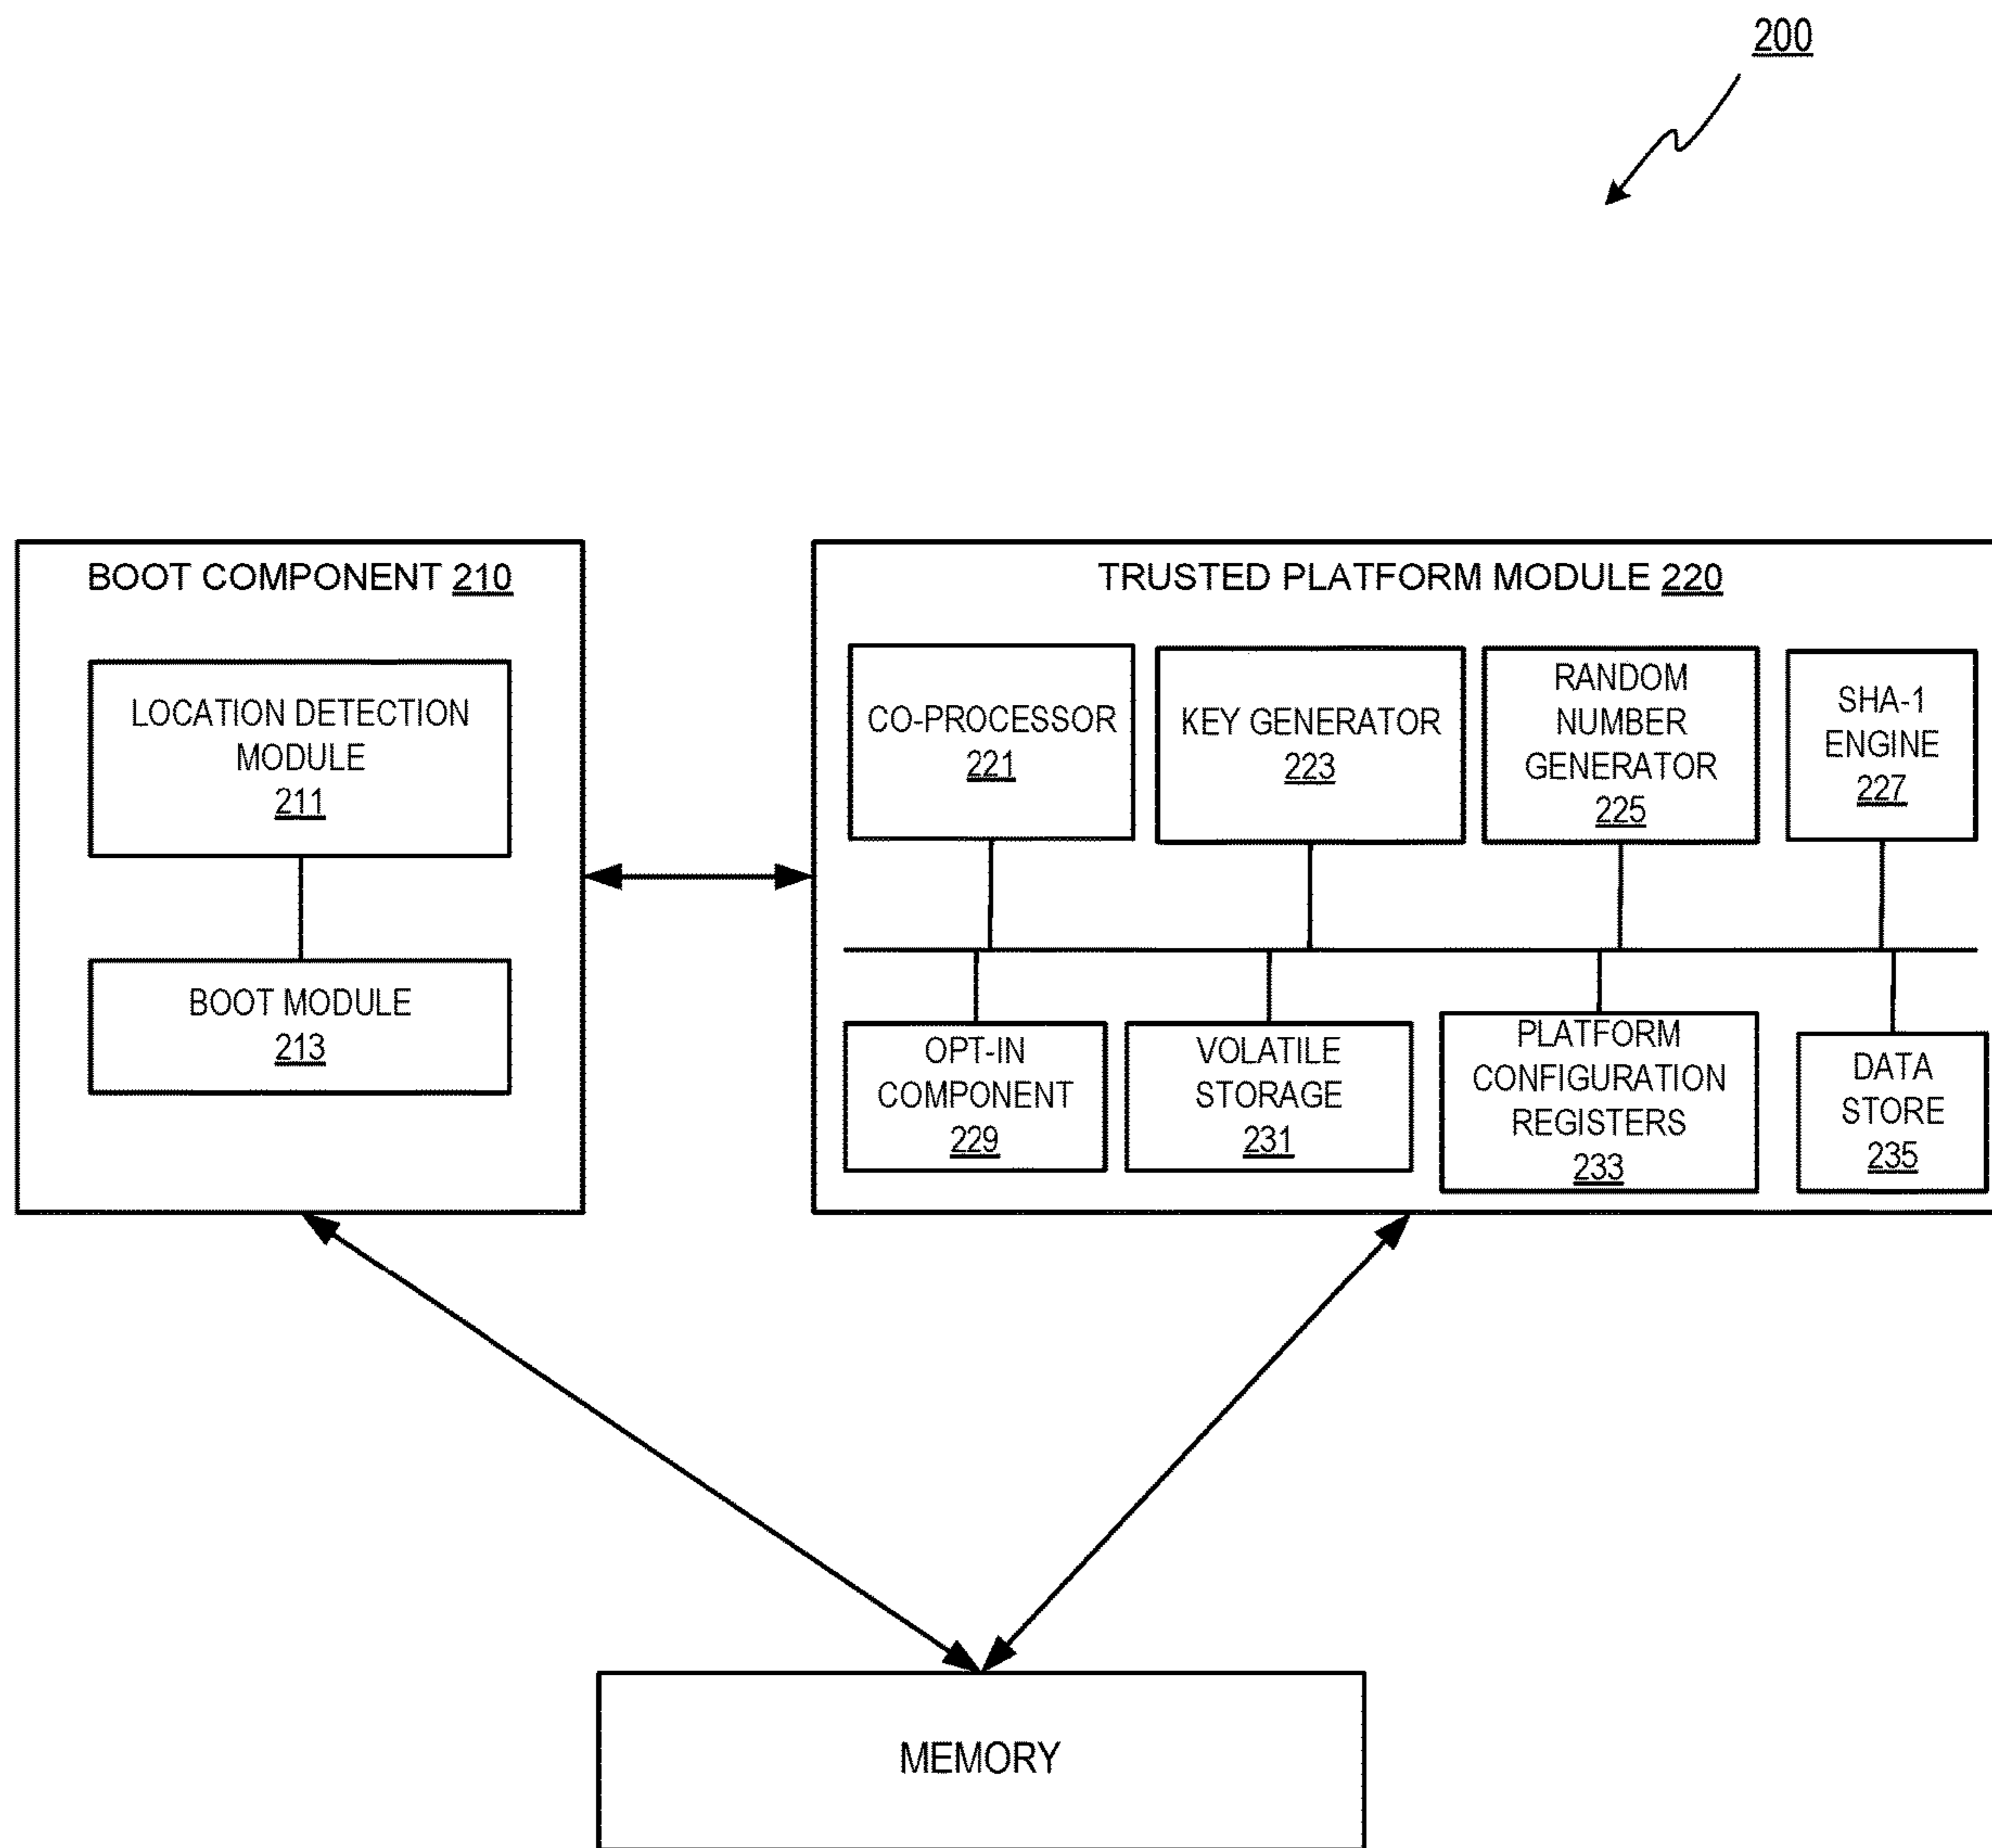 200
BOOT COMPONENT 210
LOCATION DETECTION
MODULE
211
BOOT MODULE
213
TRUSTED PLATFORM MODULE 220
CO-PROCESSOR
221
KEY GENERATOR
223
RANDOM
NUMBER
GENERATOR
225
SHA-1
ENGINE
227
OPT-IN
COMPONENT
229
VOLATILE
STORAGE
231
PLATFORM
CONFIGURATION
REGISTERS
233
DATA
STORE
235
MEMORY